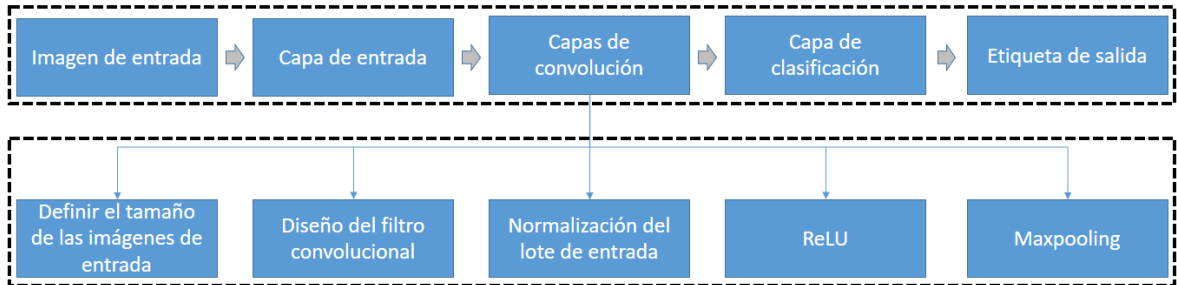 Imagen de entrada
Capa de entrada
Capas de
convolución
Capa de
clasificación
Etiqueta de salida
Definir el tamaño
de las imágenes de
entrada
Diseño del filtro
convolucional
Normalización del
lote de entrada
ReLU
Maxpooling